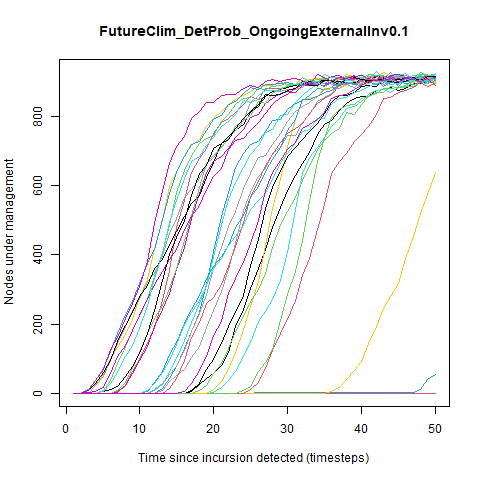 FutureClim_DetProb_OngoingExternalInv0.1
Nodes under management
800
600
400
200
0
0 10 20 30 40 50
Time since incursion detected (timesteps)